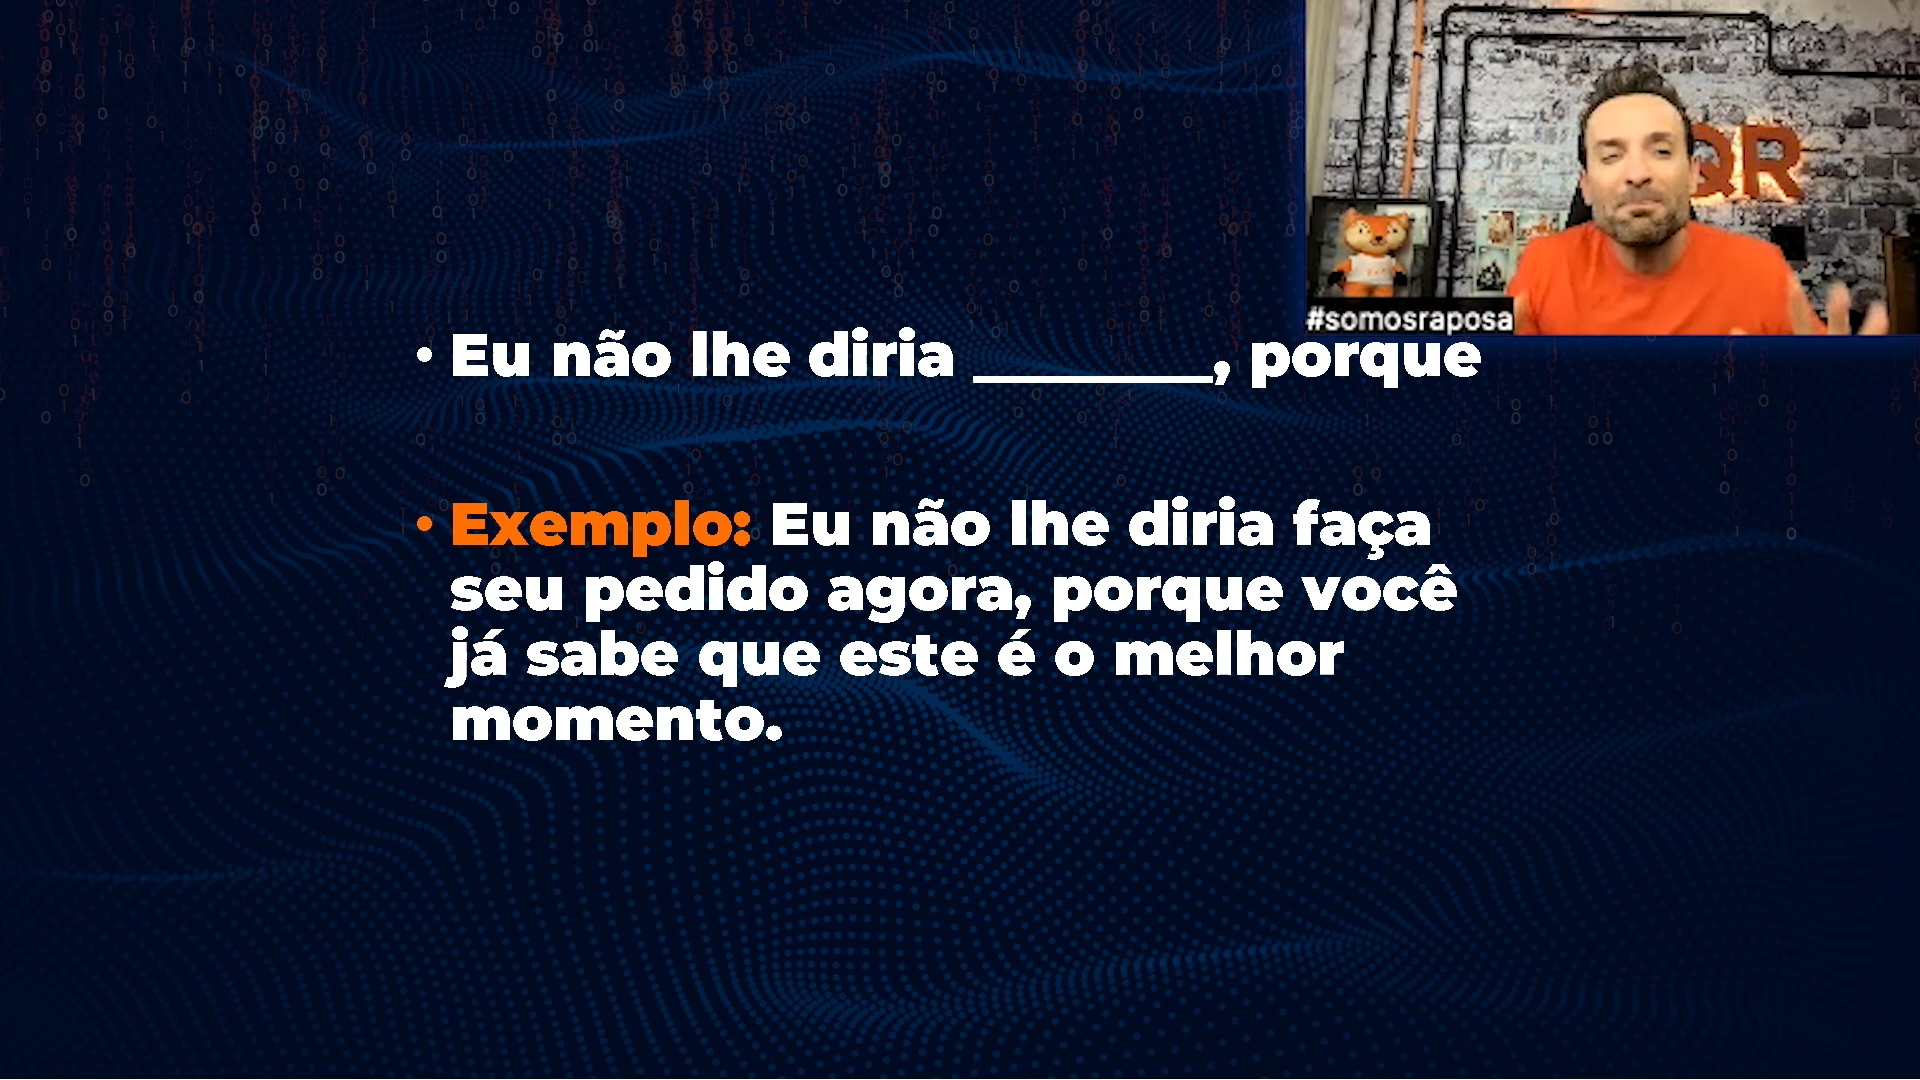 QR
#somosraposa
• Eu não lhe diria ________, porque
• Exemplo: Eu não lhe diria faça
seu pedido agora, porque você
já sabe que este é o melhor
momento.